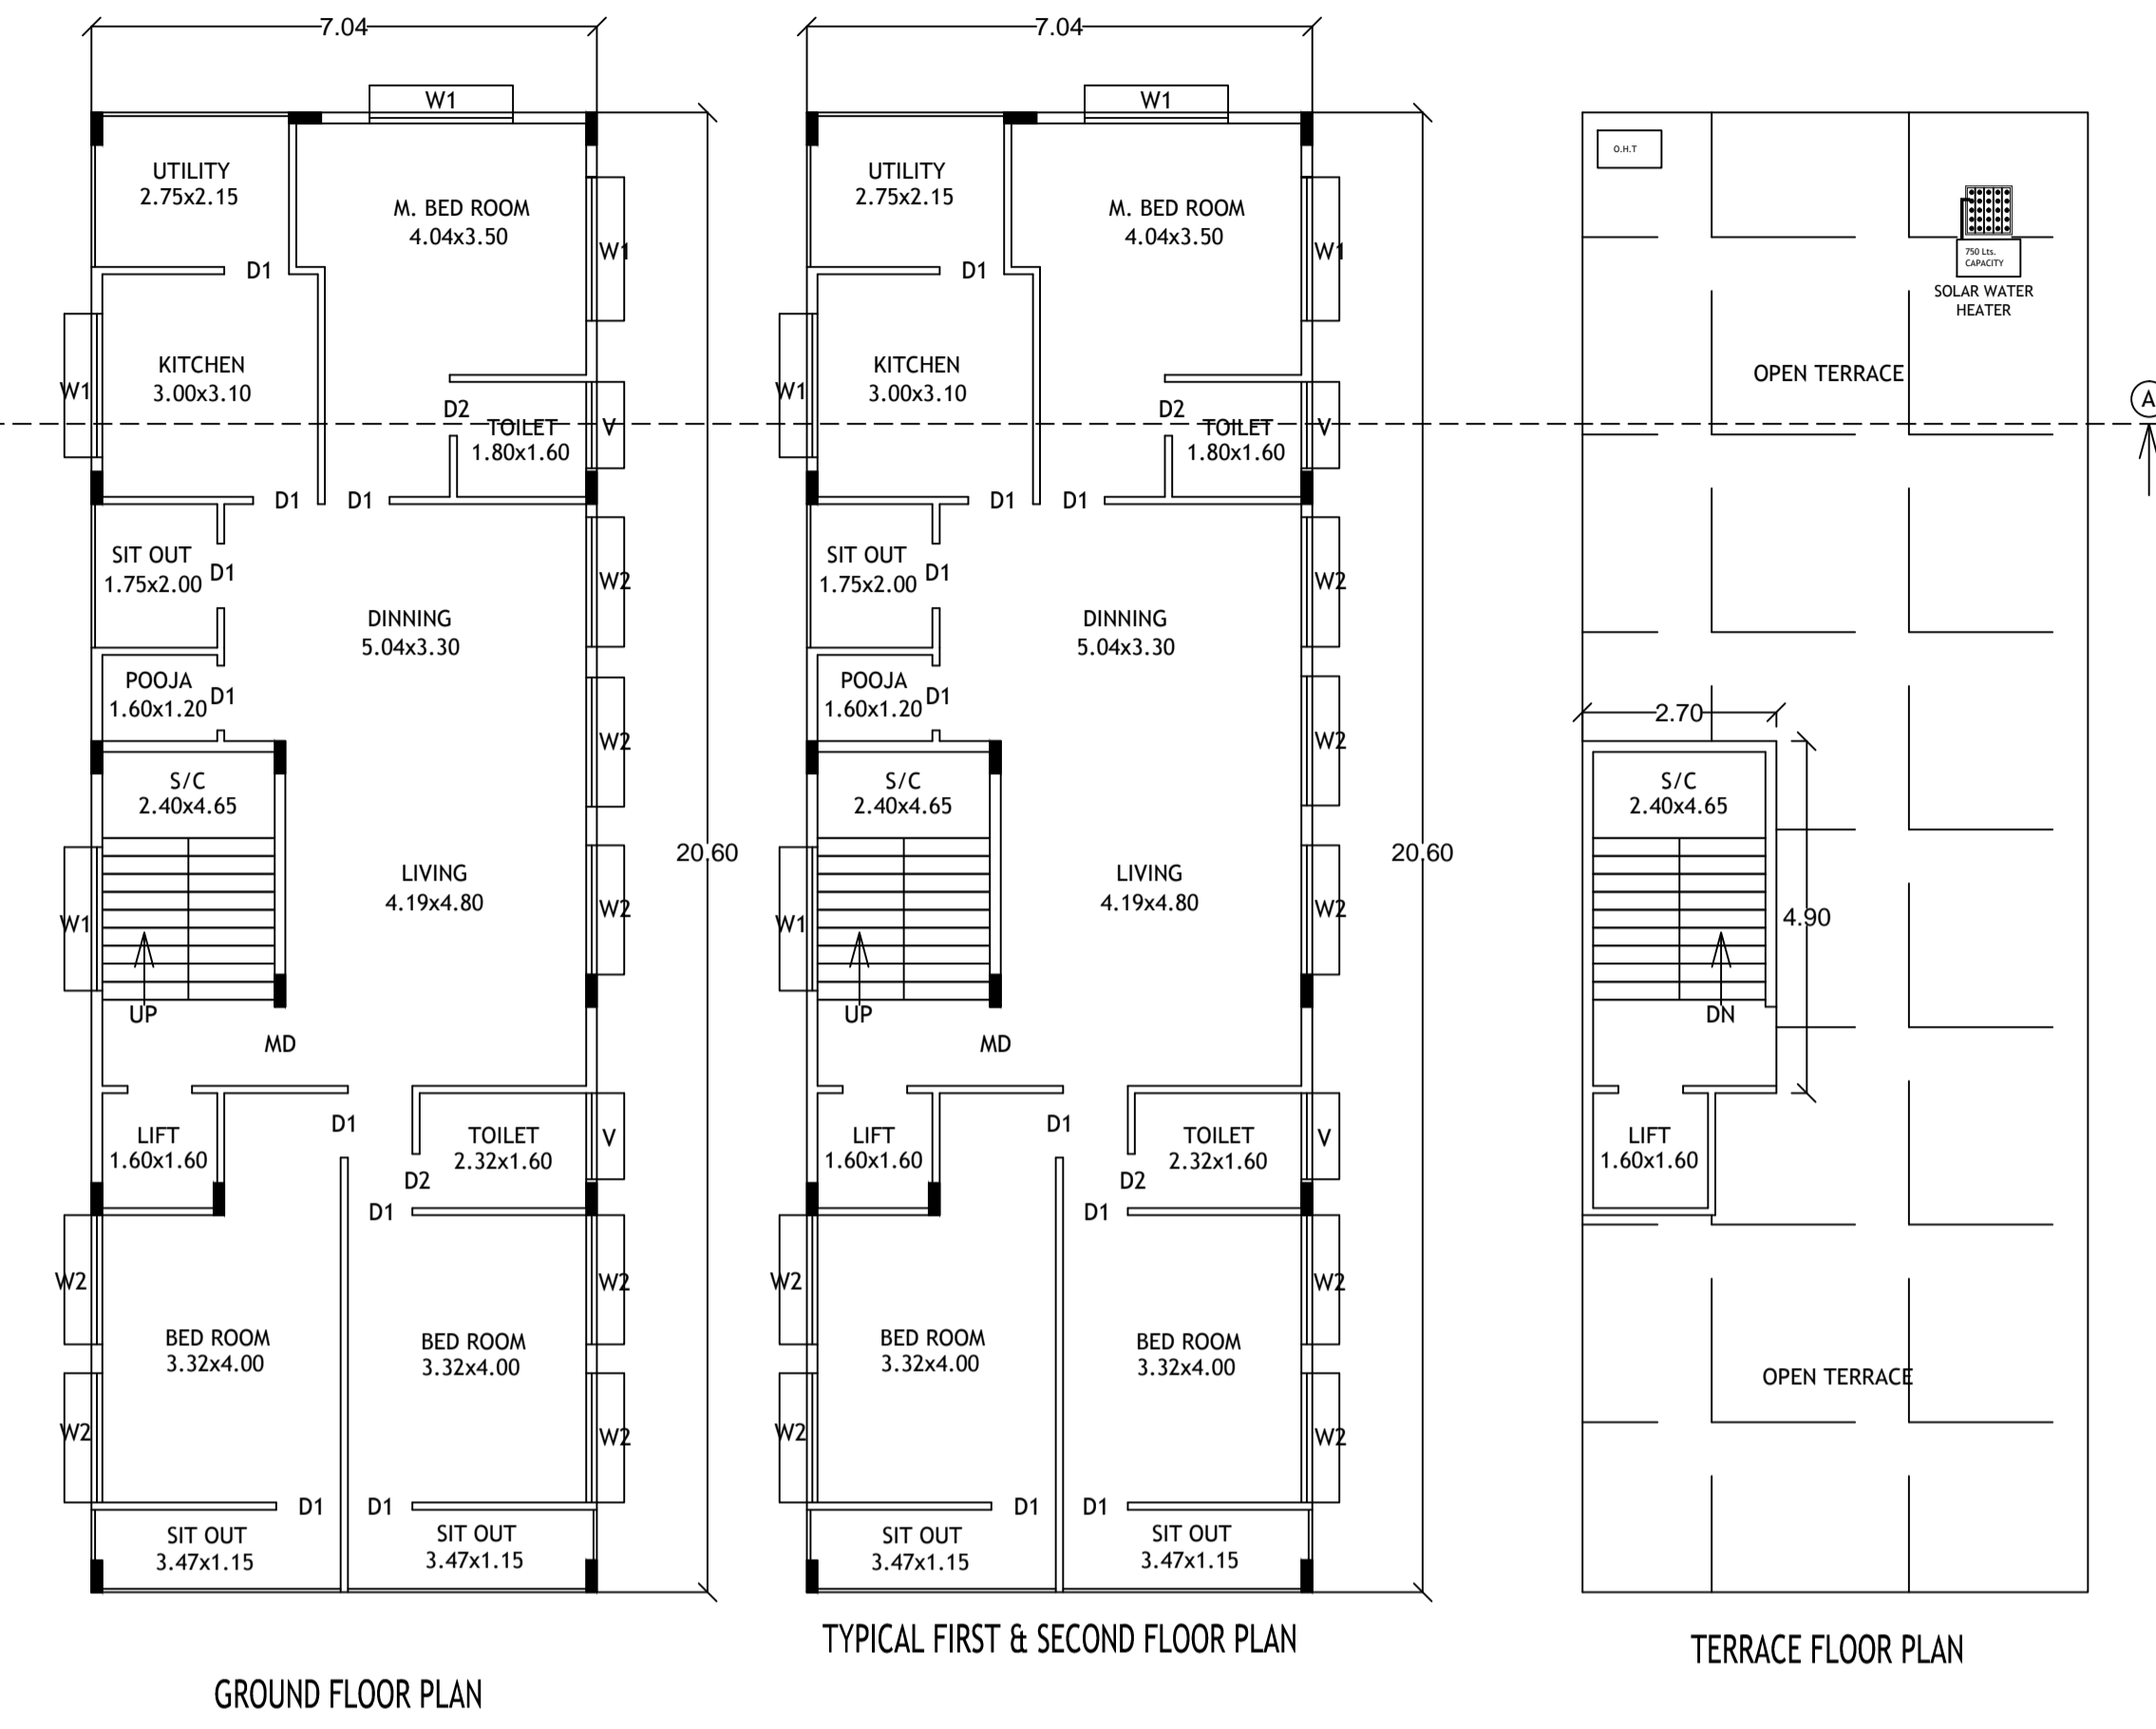 7.04
W1
UTILITY
2.75x2.15
M. BED ROOM
4.04x3.50
W1
D1
KITCHEN
3.00x3.10
W1
D2
TOILET
1.80x1.60
V
D1
D1
SIT OUT
1.75x2.00
D1
W2
DINNING
5.04x3.30
POOJA
1.60x1.20
D1
W2
S/C
2.40x4.65
20.60
LIVING
4.19x4.80
W1
W2
UP
MD
D1
LIFT
1.60x1.60
TOILET
2.32x1.60
V
D2
D1
W2
W2
BED ROOM
3.32x4.00
BED ROOM
3.32x4.00
W2
W2
D1
D1
SIT OUT
3.47x1.15
SIT OUT
3.47x1.15
GROUND FLOOR PLAN
7.04
W1
UTILITY
2.75x2.15
M. BED ROOM
4.04x3.50
W1
D1
KITCHEN
3.00x3.10
W1
D2
TOILET
1.80x1.60
V
D1
D1
SIT OUT
1.75x2.00
D1
W2
DINNING
5.04x3.30
POOJA
1.60x1.20
D1
W2
S/C
2.40x4.65
20.60
LIVING
4.19x4.80
W1
W2
UP
MD
D1
LIFT
1.60x1.60
TOILET
2.32x1.60
V
D2
D1
W2
W2
BED ROOM
3.32x4.00
BED ROOM
3.32x4.00
W2
W2
D1
D1
SIT OUT
3.47x1.15
SIT OUT
3.47x1.15
TYPICAL FIRST & SECOND FLOOR PLAN
O.H.T
750 Lts.
CAPACITY
SOLAR WATER
HEATER
OPEN TERRACE
A
2.70
S/C
2.40x4.65
4.90
DN
LIFT
1.60x1.60
OPEN TERRACE
TERRACE FLOOR PLAN